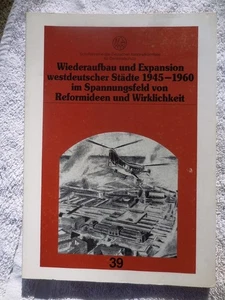 Wiederaufbau und Expansion
westdeutscher Städte 1945–1960
im Spannungsfeld von
Reformideen und Wirklichkeit
39